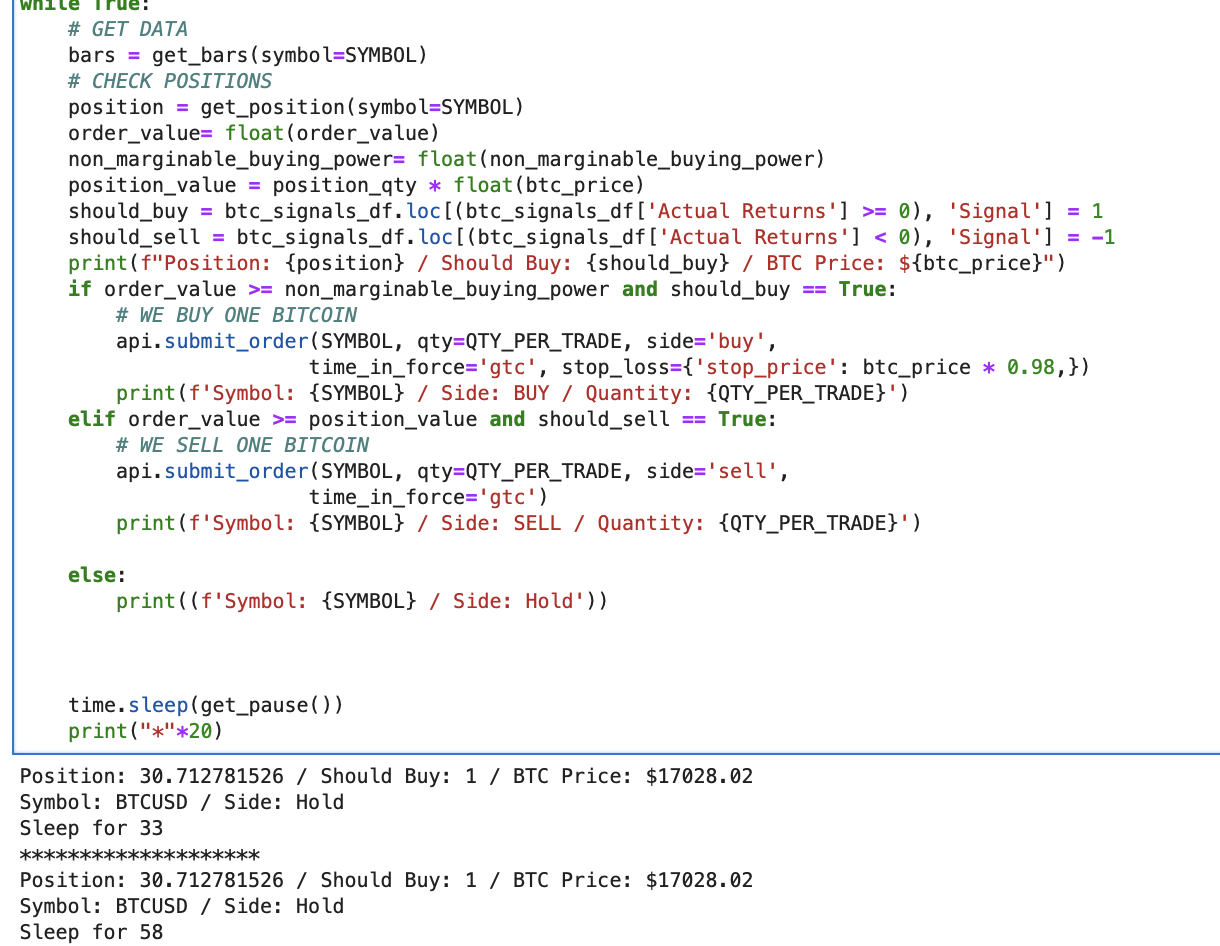 while True:
    # GET DATA
    bars = get_bars(symbol=SYMBOL)
    # CHECK POSITIONS
    position = get_position(symbol=SYMBOL)
    order_value= float(order_value)
    non_marginable_buying_power= float(non_marginable_buying_power)
    position_value = position_qty * float(btc_price)
    should_buy = btc_signals_df.loc[(btc_signals_df['Actual Returns'] >= 0), 'Signal'] = 1
    should_sell = btc_signals_df.loc[(btc_signals_df['Actual Returns'] < 0), 'Signal'] = -1
    print(f"Position: {position} / Should Buy: {should_buy} / BTC Price: ${btc_price}")
    if order_value >= non_marginable_buying_power and should_buy == True:
        # WE BUY ONE BITCOIN
        api.submit_order(SYMBOL, qty=QTY_PER_TRADE, side='buy',
                        time_in_force='gtc', stop_loss={'stop_price': btc_price * 0.98,})
        print(f'Symbol: {SYMBOL} / Side: BUY / Quantity: {QTY_PER_TRADE}')
    elif order_value >= position_value and should_sell == True:
        # WE SELL ONE BITCOIN
        api.submit_order(SYMBOL, qty=QTY_PER_TRADE, side='sell',
                        time_in_force='gtc')
        print(f'Symbol: {SYMBOL} / Side: SELL / Quantity: {QTY_PER_TRADE}')
    else:
        print((f'Symbol: {SYMBOL} / Side: Hold'))
    time.sleep(get_pause())
    print("*"*20)
Position: 30.712781526 / Should Buy: 1 / BTC Price: $17028.02
Symbol: BTCUSD / Side: Hold
Sleep for 33
********************
Position: 30.712781526 / Should Buy: 1 / BTC Price: $17028.02
Symbol: BTCUSD / Side: Hold
Sleep for 58